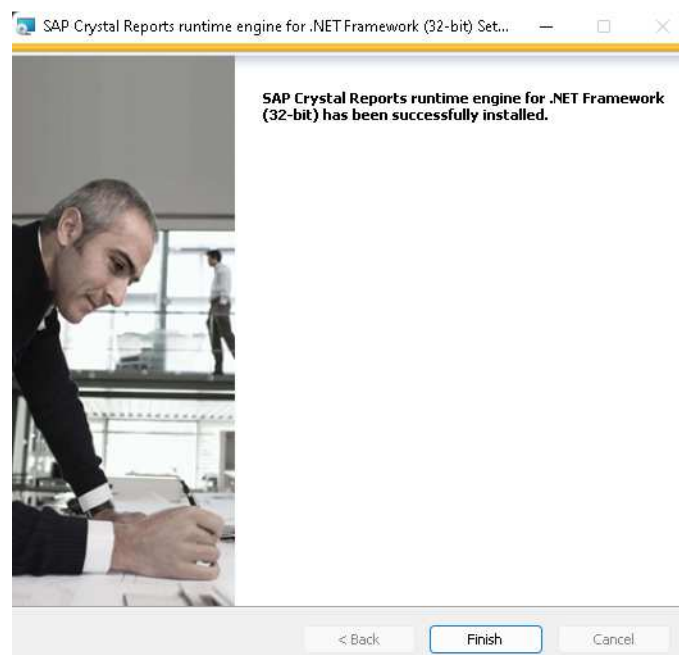 SAP Crystal Reports runtime engine for .NET Framework (32-bit) Set...
SAP Crystal Reports runtime engine for .NET Framework
(32-bit) has been successfully installed.
< Back
Finish
Cancel